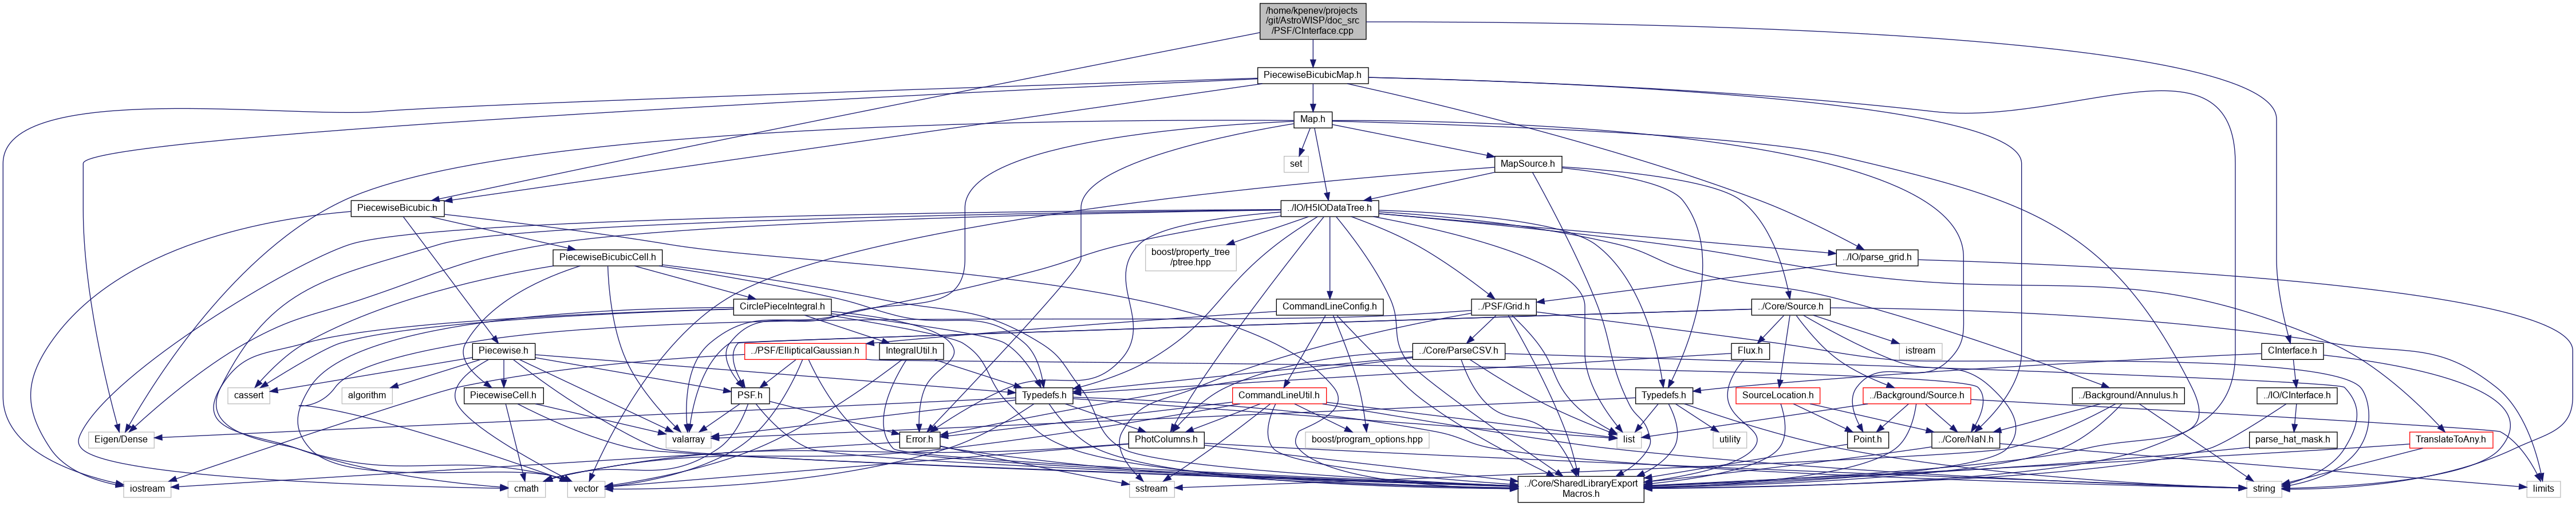 /home/kpenev/projects
/git/AstroWISP/doc_src
/PSF/CInterface.cpp
PiecewiseBicubicMap.h
Map.h
set
MapSource.h
PiecewiseBicubic.h
../IO/H5IODataTree.h
boost/property_tree
/ptree.hpp
PiecewiseBicubicCell.h
../IO/parse_grid.h
CirclePieceIntegral.h
CommandLineConfig.h
../PSF/Grid.h
../Core/Source.h
Piecewise.h
../PSF/EllipticalGaussian.h
IntegralUtil.h
../Core/ParseCSV.h
Flux.h
istream
CInterface.h
cassert
algorithm
PiecewiseCell.h
PSF.h
Typedefs.h
CommandLineUtil.h
Typedefs.h
SourceLocation.h
../Background/Source.h
../Background/Annulus.h
../IO/CInterface.h
Eigen/Dense
valarray
Error.h
PhotColumns.h
boost/program_options.hpp
list
utility
Point.h
../Core/NaN.h
parse_hat_mask.h
TranslateToAny.h
iostream
cmath
vector
sstream
../Core/SharedLibraryExport
Macros.h
string
limits